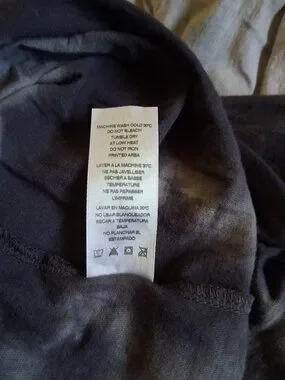 MACHINE WASH COLD 30°C
DO NOT BLEACH
TUMBLE DRY
AT LOW HEAT
DO NOT IRON
PRINTED AREA
LAVER A LA MACHINE 30°C
NE PAS JAVELLISER
SECHER A BASSE
TEMPERATURE
NE PAS REPASSER
L'IMPRIME
LAVAR EN MAQUINA 30°C
NO USAR BLANQUEADOR
SECAR A TEMPERATURA
BAJA
NO PLANCHAR EL
ESTAMPADO